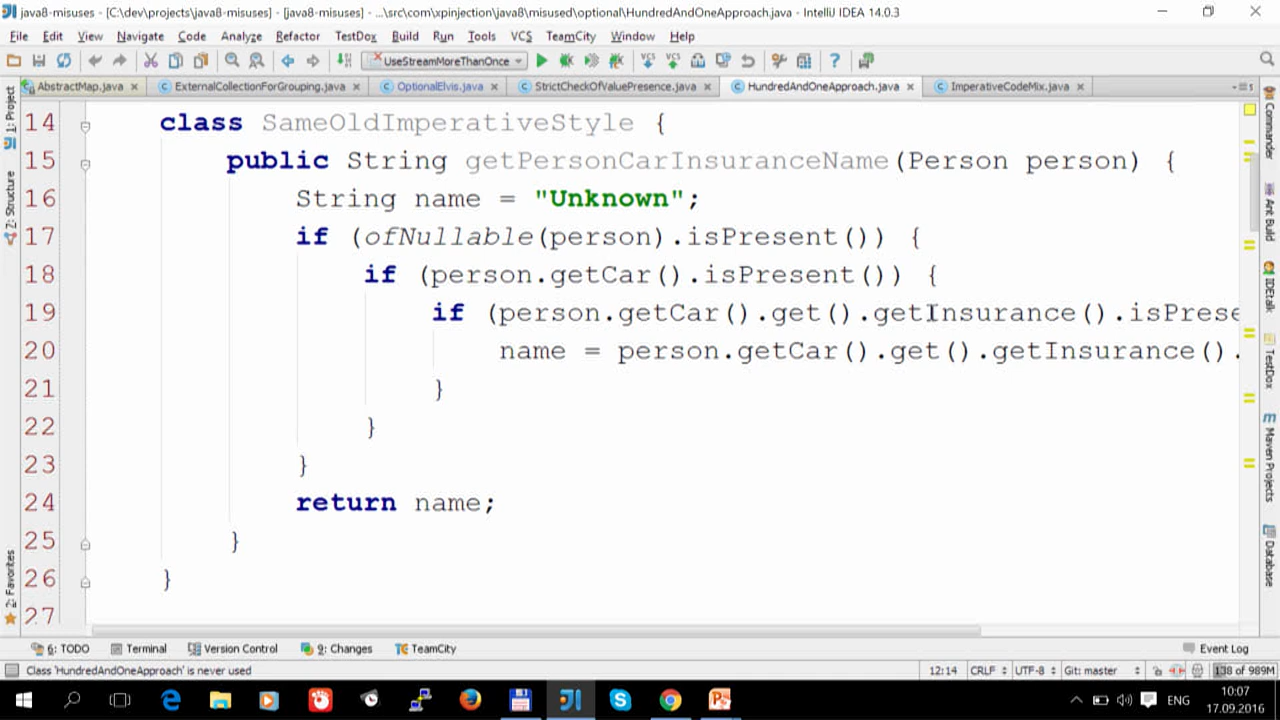 java8-misuses - [C:\dev\projects\java8-misuses] - [java8-misuses] - ...\src\com\xpinjection\java8\misused\optional\HundredAndOneApproach.java - IntelliJ IDEA 14.0.3
File Edit View Navigate Code Analyze Refactor TestDox Build Run Tools VCS TeamCity Window Help
UseStreamMoreThanOnce
AbstractMap.java ExternalCollectionForGrouping.java OptionalElvis.java StrictCheckOfValuePresence.java HundredAndOneApproach.java ImperativeCodeMix.java
1: Project
Z: Structure
2: Favorites
14 class SameOldImperativeStyle {
15 public String getPersonCarInsuranceName(Person person) {
16 String name = "Unknown";
17 if (ofNullable(person).isPresent()) {
18 if (person.getCar().isPresent()) {
19 if (person.getCar().get().getInsurance().isPrese
20 name = person.getCar().get().getInsurance().
21 }
22 }
23 }
24 return name;
25 }
26 }
27
Commander
Ant Build
IDEtalk
TestDox
Maven Projects
Database
6: TODO Terminal Version Control 9: Changes TeamCity Event Log
Class 'HundredAndOneApproach' is never used 12:14 CRLF UTF-8 Git: master 138 of 989M
ENG 10:07
17.09.2016